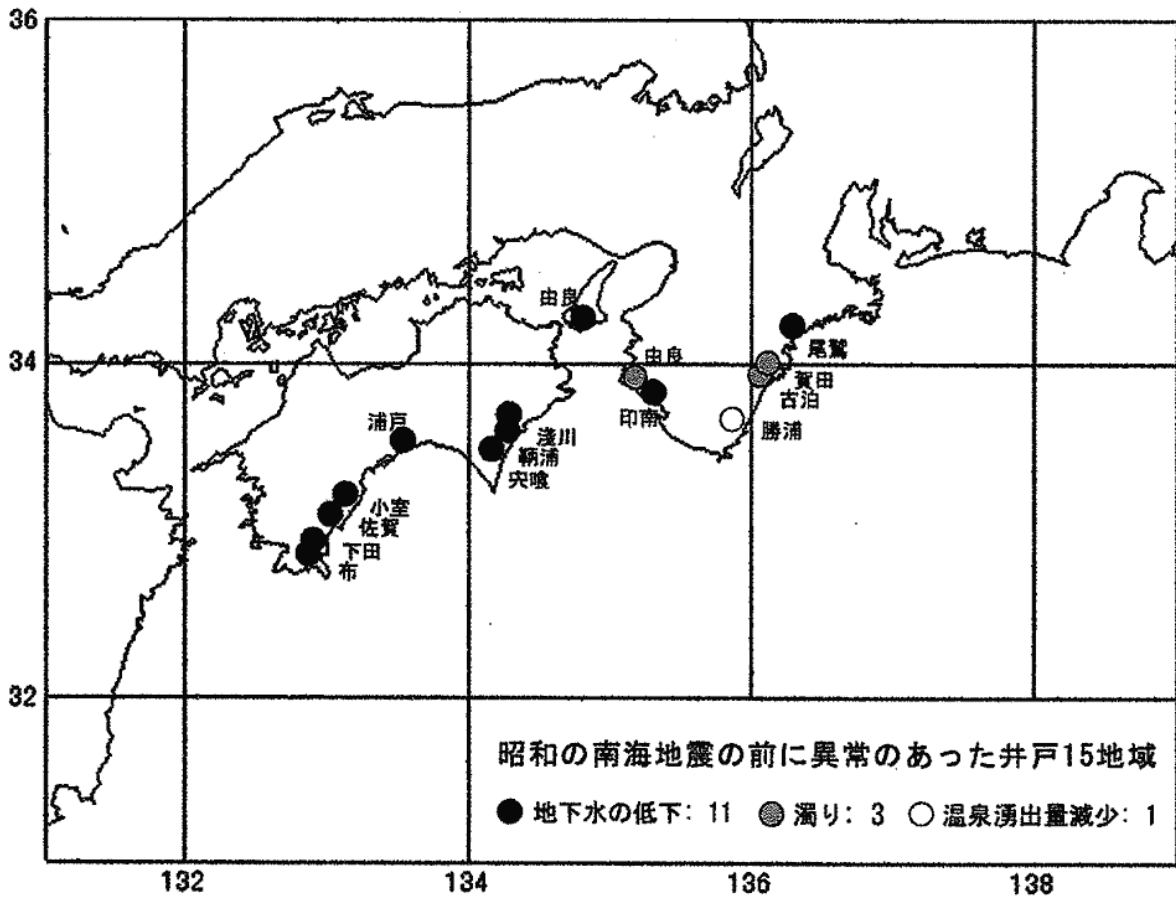 36
由良
尾鷲
34
由良
賀田
古泊
印南
勝浦
浦戸
浅川
鞆浦
宍喰
小室
佐賀
下田
布
32
昭和の南海地震の前に異常のあった井戸15地域
地下水の低下: 11 濁り: 3 温泉湧出量減少: 1
132 134 136 138